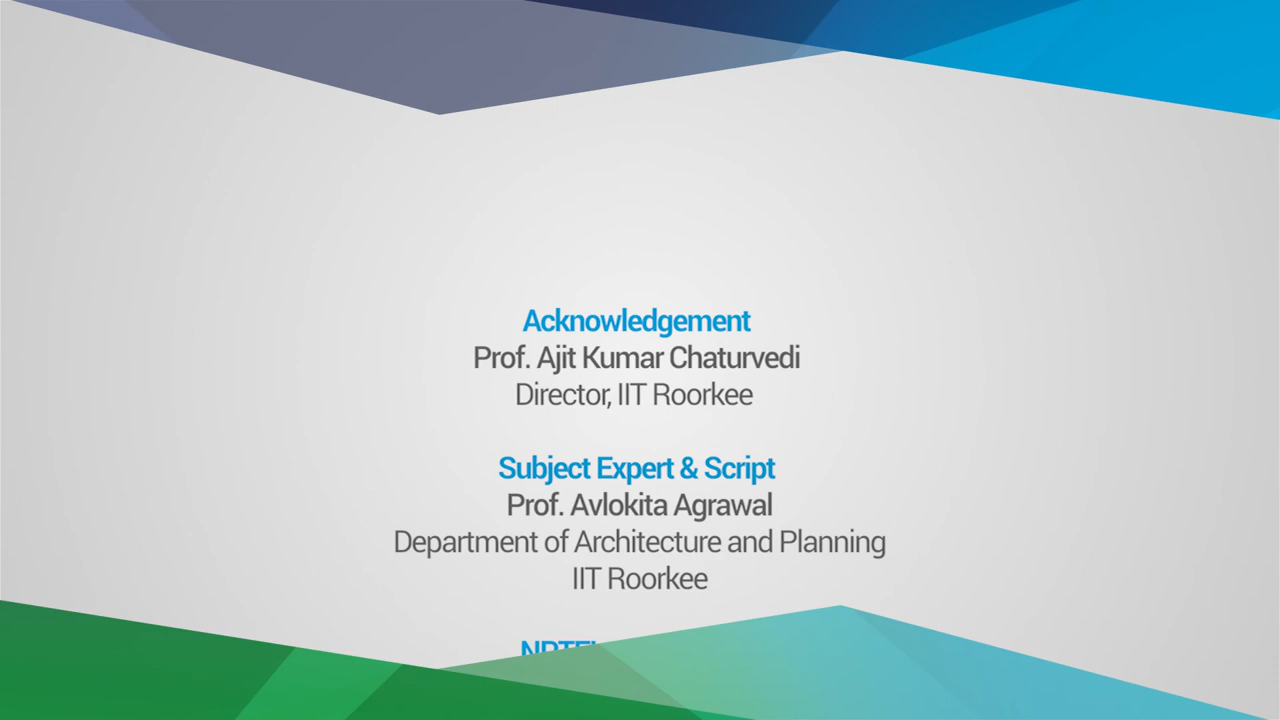 Acknowledgement
Prof. Ajit Kumar Chaturvedi
Director, IIT Roorkee
Subject Expert & Script
Prof. Avlokita Agrawal
Department of Architecture and Planning
IIT Roorkee